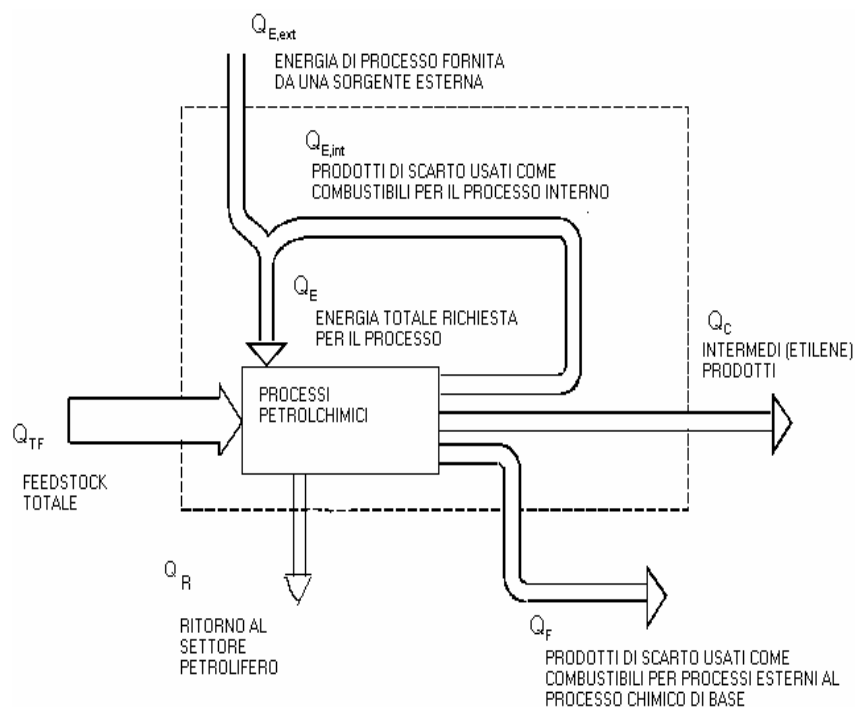 Q_E,ext
ENERGIA DI PROCESSO FORNITA
DA UNA SORGENTE ESTERNA
Q_E,int
PRODOTTI DI SCARTO USATI COME
COMBUSTIBILI PER IL PROCESSO INTERNO
Q_E
ENERGIA TOTALE RICHIESTA
PER IL PROCESSO
Q_C
INTERMEDI (ETILENE)
PRODOTTI
PROCESSI
PETROLCHIMICI
Q_TF
FEEDSTOCK
TOTALE
Q_R
RITORNO AL
SETTORE
PETROLIFERO
Q_F
PRODOTTI DI SCARTO USATI COME
COMBUSTIBILI PER PROCESSI ESTERNI AL
PROCESSO CHIMICO DI BASE